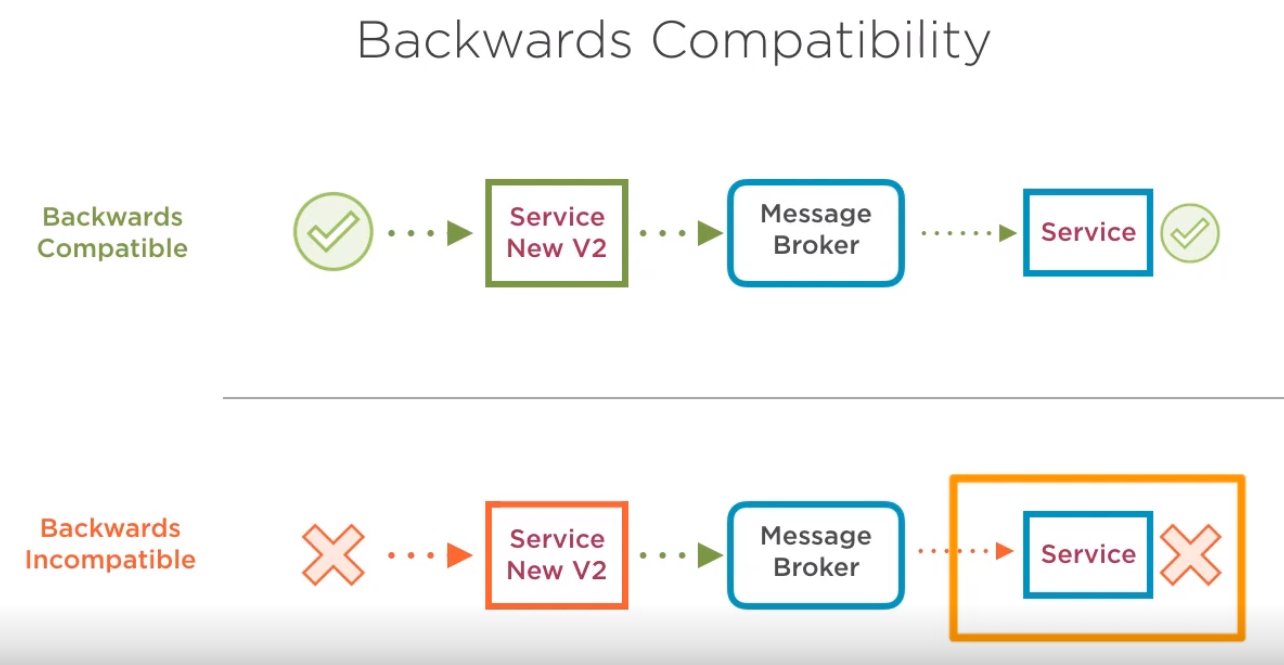 Backwards Compatibility
Backwards
Compatible
Service
New V2
Message
Broker
Service
Backwards
Incompatible
Service
New V2
Message
Broker
Service